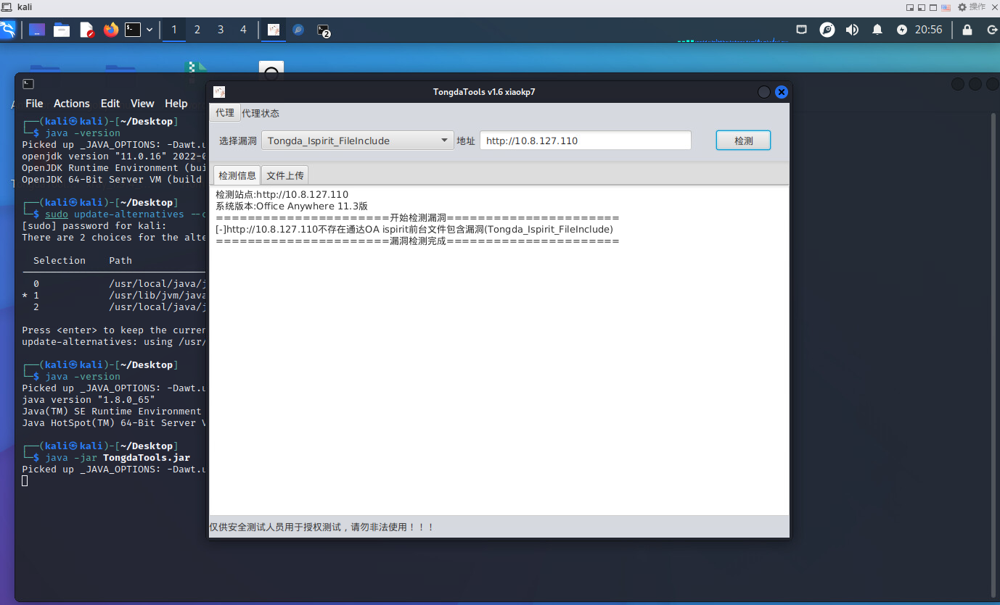 kali
操作
1 2 3 4
2
20:56
File Actions Edit View Help
TongdaTools v1.6 xiaokp7
代理 代理状态
选择漏洞 Tongda_Ispirit_FileInclude 地址 http://10.8.127.110 检测
检测信息 文件上传
检测站点:http://10.8.127.110
系统版本:Office Anywhere 11.3版
======================开始检测漏洞======================
[-]http://10.8.127.110不存在通达OA ispirit前台文件包含漏洞(Tongda_Ispirit_FileInclude)
======================漏洞检测完成======================
仅供安全测试人员用于授权测试，请勿非法使用！！！
┌──(kali㉿kali)-[~/Desktop]
└─$ java -version
Picked up _JAVA_OPTIONS: -Dawt.u
openjdk version "11.0.16" 2022-0
OpenJDK Runtime Environment (bui
OpenJDK 64-Bit Server VM (build
┌──(kali㉿kali)-[~/Desktop]
└─$ sudo update-alternatives --c
[sudo] password for kali:
There are 2 choices for the alte
Selection Path
0 /usr/local/java/j
* 1 /usr/lib/jvm/java
2 /usr/local/java/j
Press <enter> to keep the curren
update-alternatives: using /usr/
┌──(kali㉿kali)-[~/Desktop]
└─$ java -version
Picked up _JAVA_OPTIONS: -Dawt.u
java version "1.8.0_65"
Java(TM) SE Runtime Environment
Java HotSpot(TM) 64-Bit Server V
┌──(kali㉿kali)-[~/Desktop]
└─$ java -jar TongdaTools.jar
Picked up _JAVA_OPTIONS: -Dawt.u